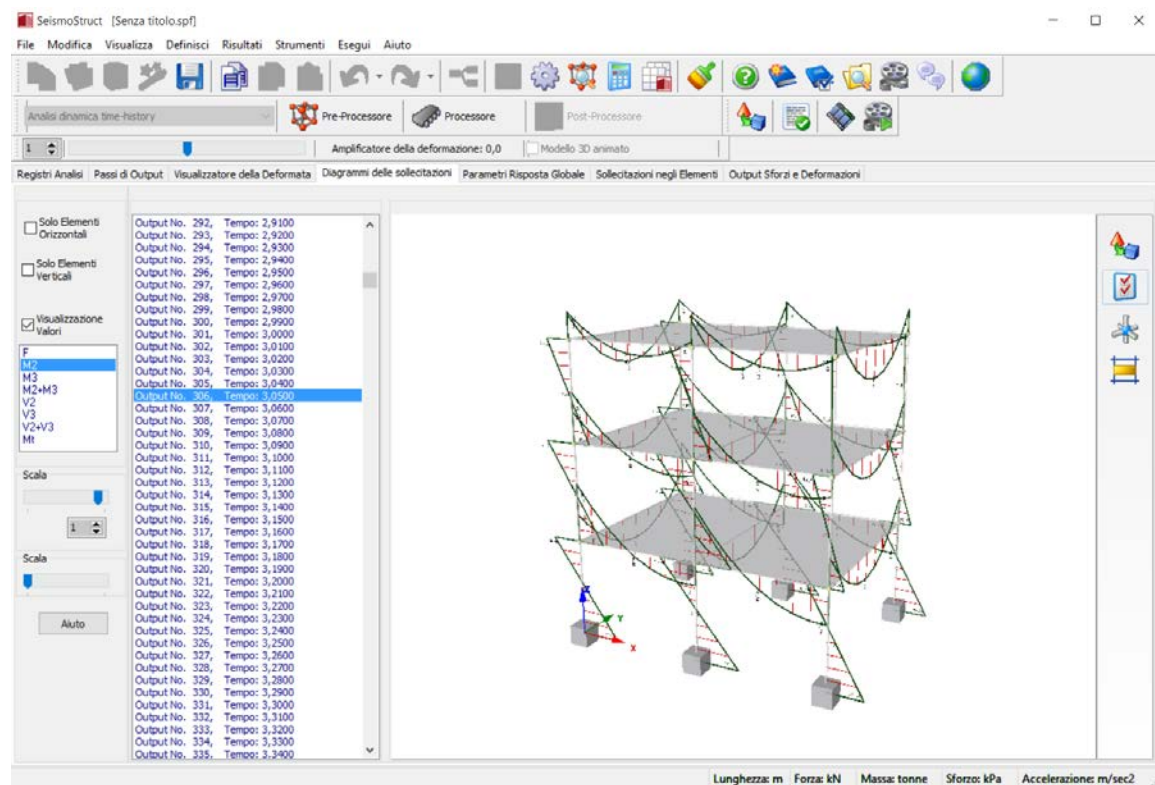 SeismoStruct [Senza titolo.spf]
File Modifica Visualizza Definisci Risultati Strumenti Esegui Aiuto
Analisi dinamica time-history Pre-Processore Processore Post-Processore
1 Amplificatore della deformazione: 0,0 Modello 3D animato
Registri Analisi Passi di Output Visualizzatore della Deformata Diagrammi delle sollecitazioni Parametri Risposta Globale Sollecitazioni negli Elementi Output Sforzi e Deformazioni
Solo Elementi
Orizzontali
Solo Elementi
Verticali
Visualizzazione
Valori
F
M2
M3
M2+M3
V2
V3
V2+V3
Mt
Scala
1
Scala
Aiuto
Output No. 292, Tempo: 2,9100
Output No. 293, Tempo: 2,9200
Output No. 294, Tempo: 2,9300
Output No. 295, Tempo: 2,9400
Output No. 296, Tempo: 2,9500
Output No. 297, Tempo: 2,9600
Output No. 298, Tempo: 2,9700
Output No. 299, Tempo: 2,9800
Output No. 300, Tempo: 2,9900
Output No. 301, Tempo: 3,0000
Output No. 302, Tempo: 3,0100
Output No. 303, Tempo: 3,0200
Output No. 304, Tempo: 3,0300
Output No. 305, Tempo: 3,0400
Output No. 306, Tempo: 3,0500
Output No. 307, Tempo: 3,0600
Output No. 308, Tempo: 3,0700
Output No. 309, Tempo: 3,0800
Output No. 310, Tempo: 3,0900
Output No. 311, Tempo: 3,1000
Output No. 312, Tempo: 3,1100
Output No. 313, Tempo: 3,1200
Output No. 314, Tempo: 3,1300
Output No. 315, Tempo: 3,1400
Output No. 316, Tempo: 3,1500
Output No. 317, Tempo: 3,1600
Output No. 318, Tempo: 3,1700
Output No. 319, Tempo: 3,1800
Output No. 320, Tempo: 3,1900
Output No. 321, Tempo: 3,2000
Output No. 322, Tempo: 3,2100
Output No. 323, Tempo: 3,2200
Output No. 324, Tempo: 3,2300
Output No. 325, Tempo: 3,2400
Output No. 326, Tempo: 3,2500
Output No. 327, Tempo: 3,2600
Output No. 328, Tempo: 3,2700
Output No. 329, Tempo: 3,2800
Output No. 330, Tempo: 3,2900
Output No. 331, Tempo: 3,3000
Output No. 332, Tempo: 3,3100
Output No. 333, Tempo: 3,3200
Output No. 334, Tempo: 3,3300
Output No. 335, Tempo: 3,3400
Z
Y
X
Lunghezza: m Forza: kN Massa: tonne Sforzo: kPa Accelerazione: m/sec2